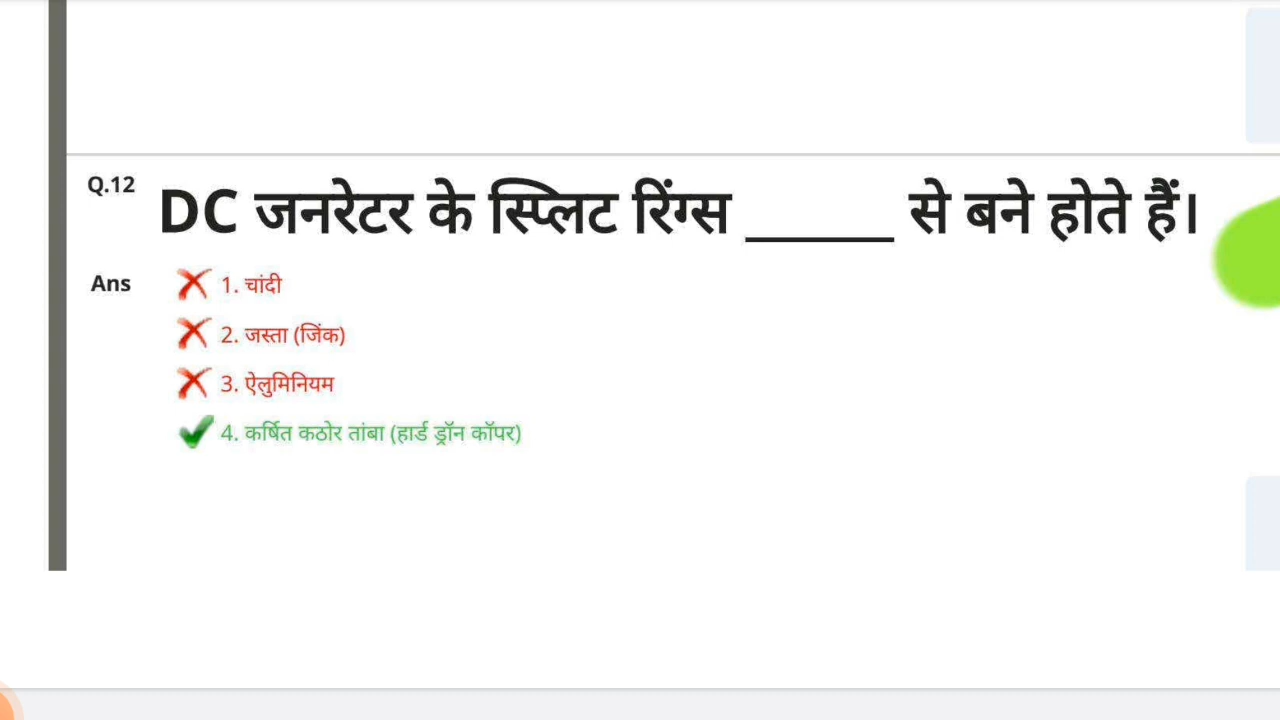 Q.12 DC जनरेटर के स्प्लिट रिंग्स ______ से बने होते हैं।
Ans 1. चांदी
2. जस्ता (जिंक)
3. ऐलुमिनियम
4. कर्षित कठोर तांबा (हार्ड ड्रॉन कॉपर)